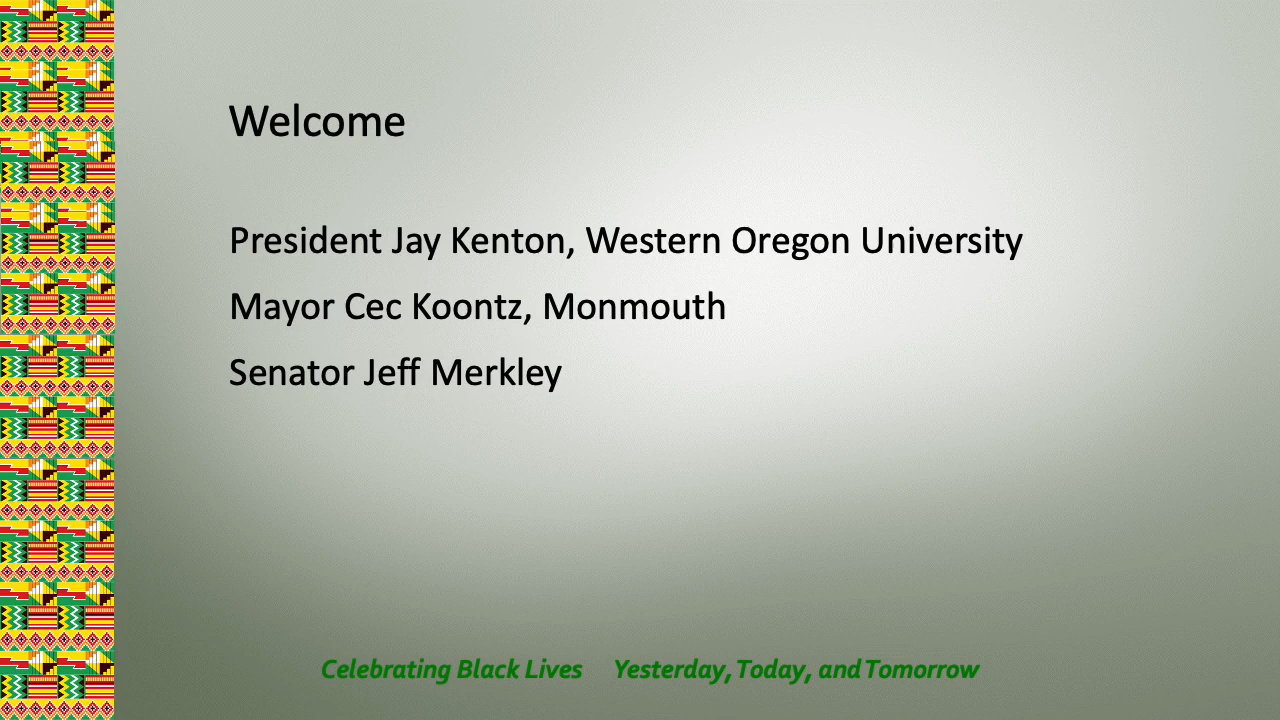 Welcome
President Jay Kenton, Western Oregon University
Mayor Cec Koontz, Monmouth
Senator Jeff Merkley
Celebrating Black Lives Yesterday, Today, and Tomorrow